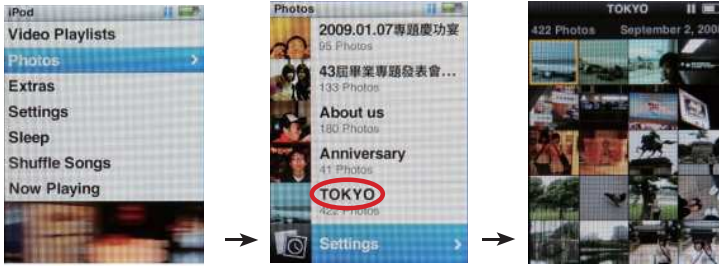 iPod
Video Playlists
Photos
Extras
Settings
Sleep
Shuffle Songs
Now Playing
Photos
2009.01.07專題慶功宴
95 Photos
43屆畢業專題發表會...
133 Photos
About us
180 Photos
Anniversary
41 Photos
TOKYO
422 Photos
Settings
TOKYO
422 Photos September 2, 200